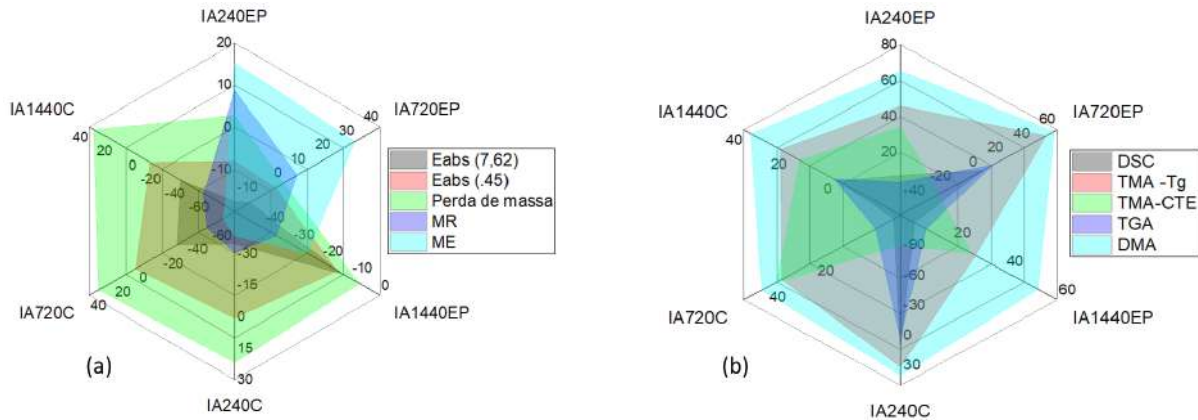 IA240EP
20
10
0
-10
IA720EP
40
30
20
10
0
-10
IA1440EP
0
-10
-20
-30
-40
IA240C
30
15
0
-15
-30
IA720C
40
20
0
-20
-40
IA1440C
40
20
0
-20
-40
-60
Eabs (7,62)
Eabs (.45)
Perda de massa
MR
ME
(a)
IA240EP
80
60
40
20
IA720EP
60
40
20
0
-20
-40
IA1440EP
60
40
20
IA240C
30
0
-30
-60
-90
IA720C
40
20
IA1440C
40
20
0
DSC
TMA -Tg
TMA-CTE
TGA
DMA
(b)